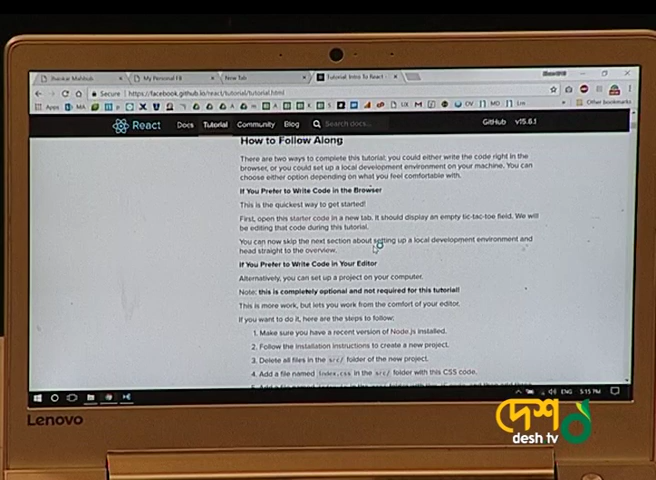 Jhankar Mahbub
My Personal FB
New Tab
Tutorial: Intro To React
Secure https://facebook.github.io/react/tutorial/tutorial.html
Apps
Other bookmarks
React Docs Tutorial Community Blog Search docs... GitHub v15.6.1
How to Follow Along
There are two ways to complete this tutorial: you could either write the code right in the
browser, or you could set up a local development environment on your machine. You can
choose either option depending on what you feel comfortable with.
If You Prefer to Write Code in the Browser
This is the quickest way to get started!
First, open this starter code in a new tab. It should display an empty tic-tac-toe field. We will
be editing that code during this tutorial.
You can now skip the next section about setting up a local development environment and
head straight to the overview.
If You Prefer to Write Code in Your Editor
Alternatively, you can set up a project on your computer.
Note: this is completely optional and not required for this tutorial!
This is more work, but lets you work from the comfort of your editor.
If you want to do it, here are the steps to follow:
1. Make sure you have a recent version of Node.js installed.
2. Follow the installation instructions to create a new project.
3. Delete all files in the src/ folder of the new project.
4. Add a file named index.css in the src/ folder with this CSS code.
ENG 5:15 PM
Lenovo
দেশ
desh tv